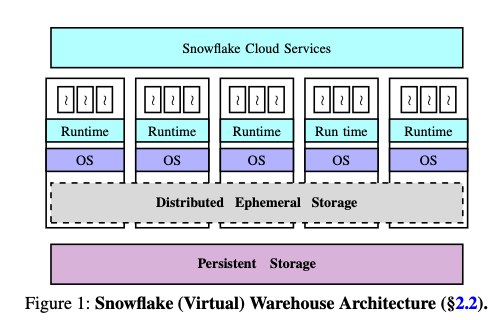 Snowflake Cloud Services
Runtime Runtime Runtime Run time Runtime
OS OS OS OS OS
Distributed Ephemeral Storage
Persistent Storage
Figure 1: Snowflake (Virtual) Warehouse Architecture (§2.2).